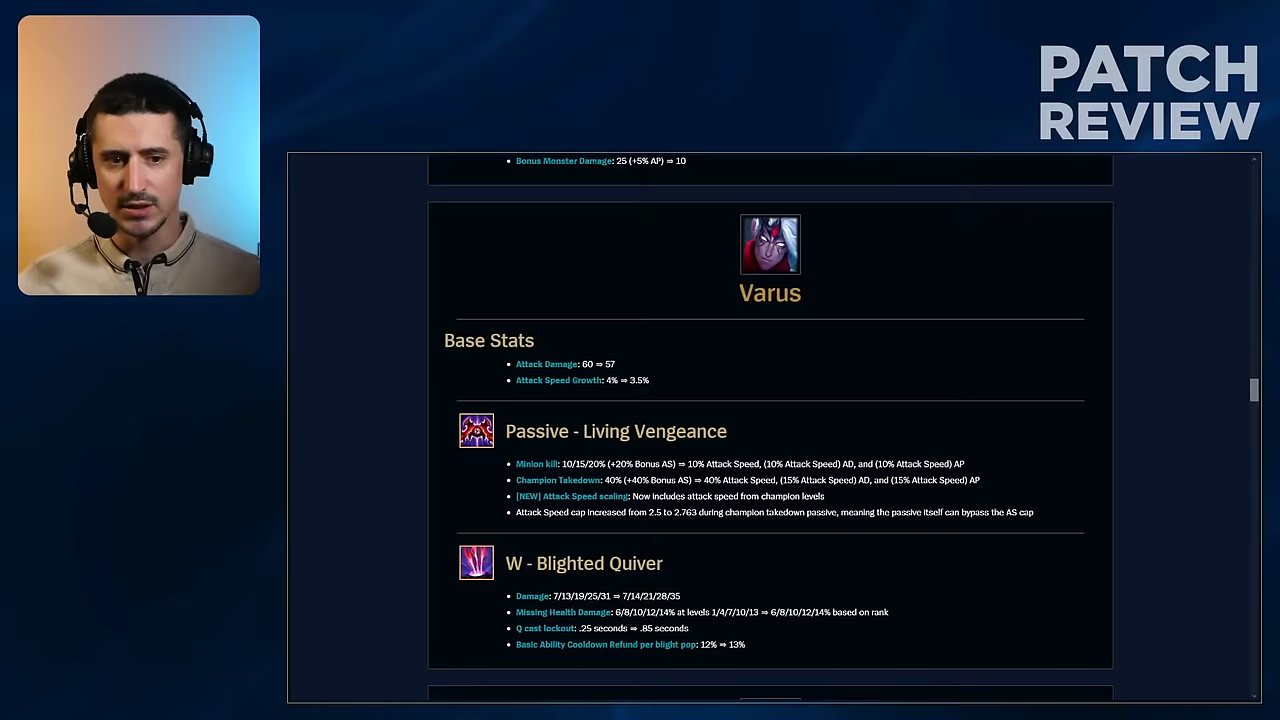 PATCH
REVIEW
Bonus Monster Damage: 25 (+5% AP) ⇒ 10
Varus
Base Stats
Attack Damage: 60 ⇒ 57
Attack Speed Growth: 4% ⇒ 3.5%
Passive - Living Vengeance
Minion kill: 10/15/20% (+20% Bonus AS) ⇒ 10% Attack Speed, (10% Attack Speed) AD, and (10% Attack Speed) AP
Champion Takedown: 40% (+40% Bonus AS) ⇒ 40% Attack Speed, (15% Attack Speed) AD, and (15% Attack Speed) AP
[NEW] Attack Speed scaling: Now includes attack speed from champion levels
Attack Speed cap increased from 2.5 to 2.763 during champion takedown passive, meaning the passive itself can bypass the AS cap
W - Blighted Quiver
Damage: 7/13/19/25/31 ⇒ 7/14/21/28/35
Missing Health Damage: 6/8/10/12/14% at levels 1/4/7/10/13 ⇒ 6/8/10/12/14% based on rank
Q cast lockout: .25 seconds ⇒ .85 seconds
Basic Ability Cooldown Refund per blight pop: 12% ⇒ 13%